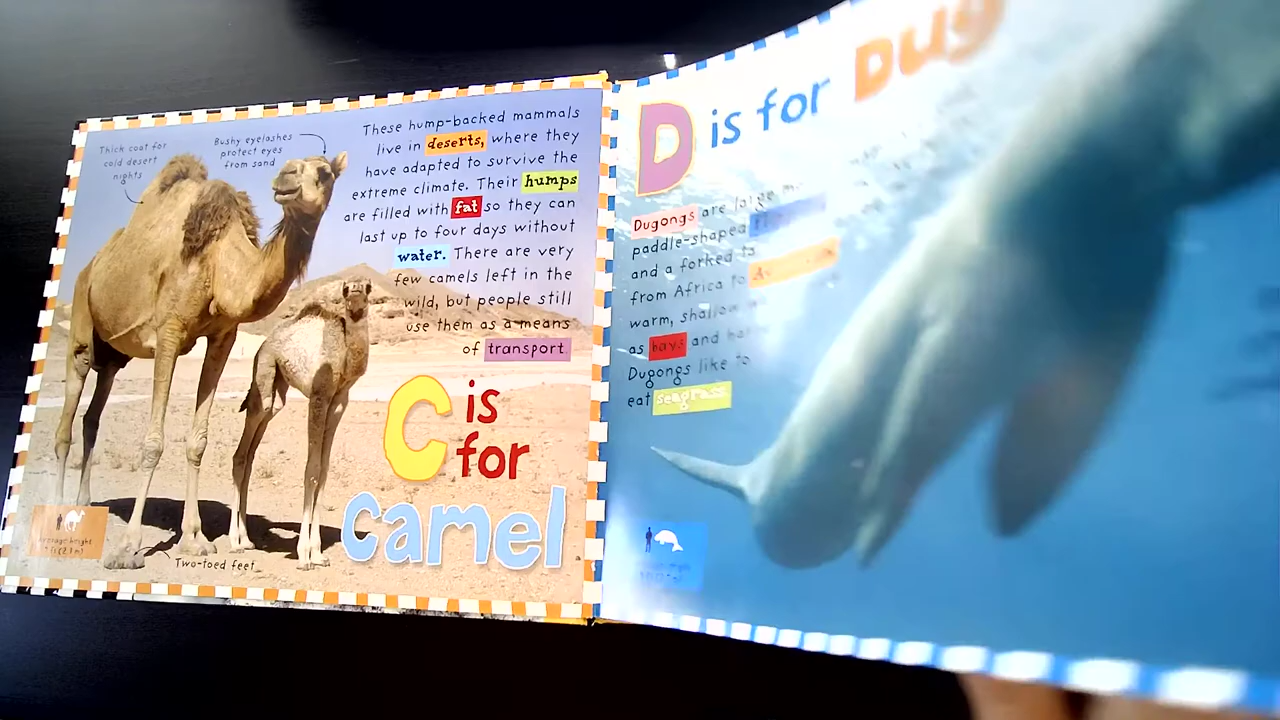 Thick coat for
cold desert
nights
Bushy eyelashes
protect eyes
from sand
These hump-backed mammals
live in deserts, where they
have adapted to survive the
extreme climate. Their humps
are filled with fat so they can
last up to four days without
water. There are very
few camels left in the
wild, but people still
use them as a means
of transport.
C is
for
camel
Two-toed feet
average height
D is for Dug
Dugongs are large
paddle-shaped
and a forked
from Africa to
warm, shallow
as bays and
Dugongs like to
eat seagrass